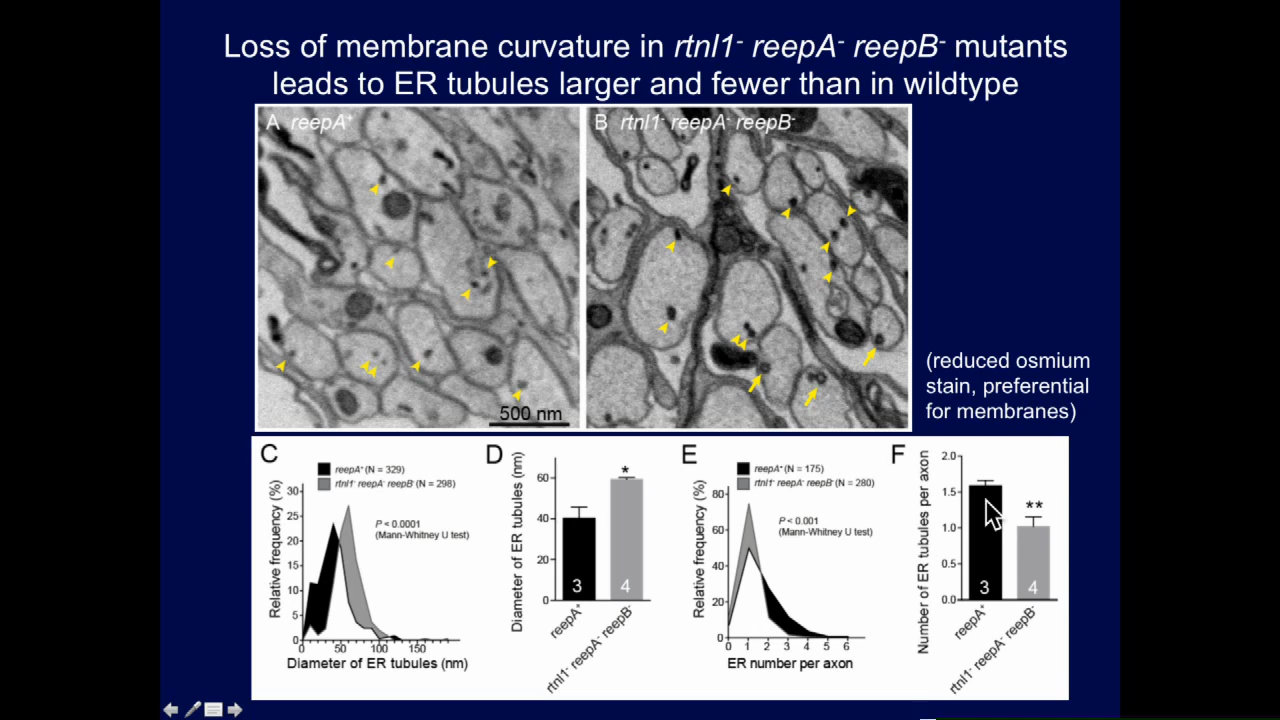 Loss of membrane curvature in rtnl1- reepA- reepB- mutants
leads to ER tubules larger and fewer than in wildtype
A reepA+
B rtnl1- reepA- reepB-
500 nm
(reduced osmium
stain, preferential
for membranes)
C
reepA+ (N = 329)
rtnl1- reepA- reepB- (N = 298)
P < 0.0001
(Mann-Whitney U test)
Relative frequency (%)
30
25
20
15
10
5
0
0 50 100 150
Diameter of ER tubules (nm)
D
Diameter of ER tubules (nm)
60
40
20
0
*
3 4
reepA+
rtnl1- reepA- reepB-
E
reepA+ (N = 175)
rtnl1- reepA- reepB- (N = 280)
P < 0.001
(Mann-Whitney U test)
Relative frequency (%)
80
60
40
20
0
0 1 2 3 4 5 6
ER number per axon
F
Number of ER tubules per axon
2.0
1.5
1.0
0.5
0.0
**
3 4
reepA+
rtnl1- reepA- reepB-